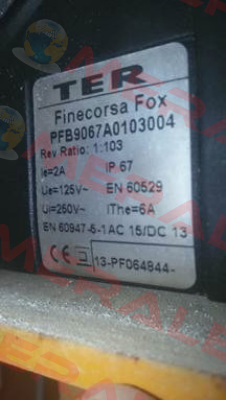 TER
Finecorsa Fox
PFB9067A0103004
Rev Ratio: 1:103
Ie=2A IP 67
Ue=125V~ EN 60529
Ui=250V~ IThe=6A
EN 60947-5-1 AC 15/DC 13
CE 13-PF064844-